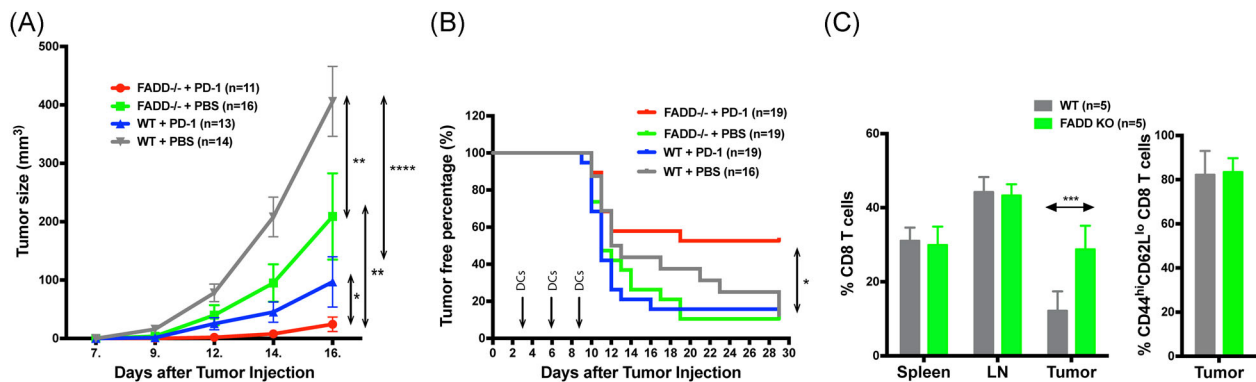 (A)
500
400
300
200
100
0
Tumor size (mm3)
FADD-/- + PD-1 (n=11)
FADD-/- + PBS (n=16)
WT + PD-1 (n=13)
WT + PBS (n=14)
**
****
**
*
7.
9.
12.
14.
16.
Days after Tumor Injection
(B)
120
100
80
60
40
20
0
Tumor free percentage (%)
FADD-/- + PD-1 (n=19)
FADD-/- + PBS (n=19)
WT + PD-1 (n=19)
WT + PBS (n=16)
DCs
DCs
DCs
*
0 2 4 6 8 10 12 14 16 18 20 22 24 26 28 30
Days after Tumor Injection
(C)
WT (n=5)
FADD KO (n=5)
60
40
20
0
% CD8 T cells
***
Spleen
LN
Tumor
100
80
60
40
20
0
% CD44hiCD62Llo CD8 T cells
Tumor